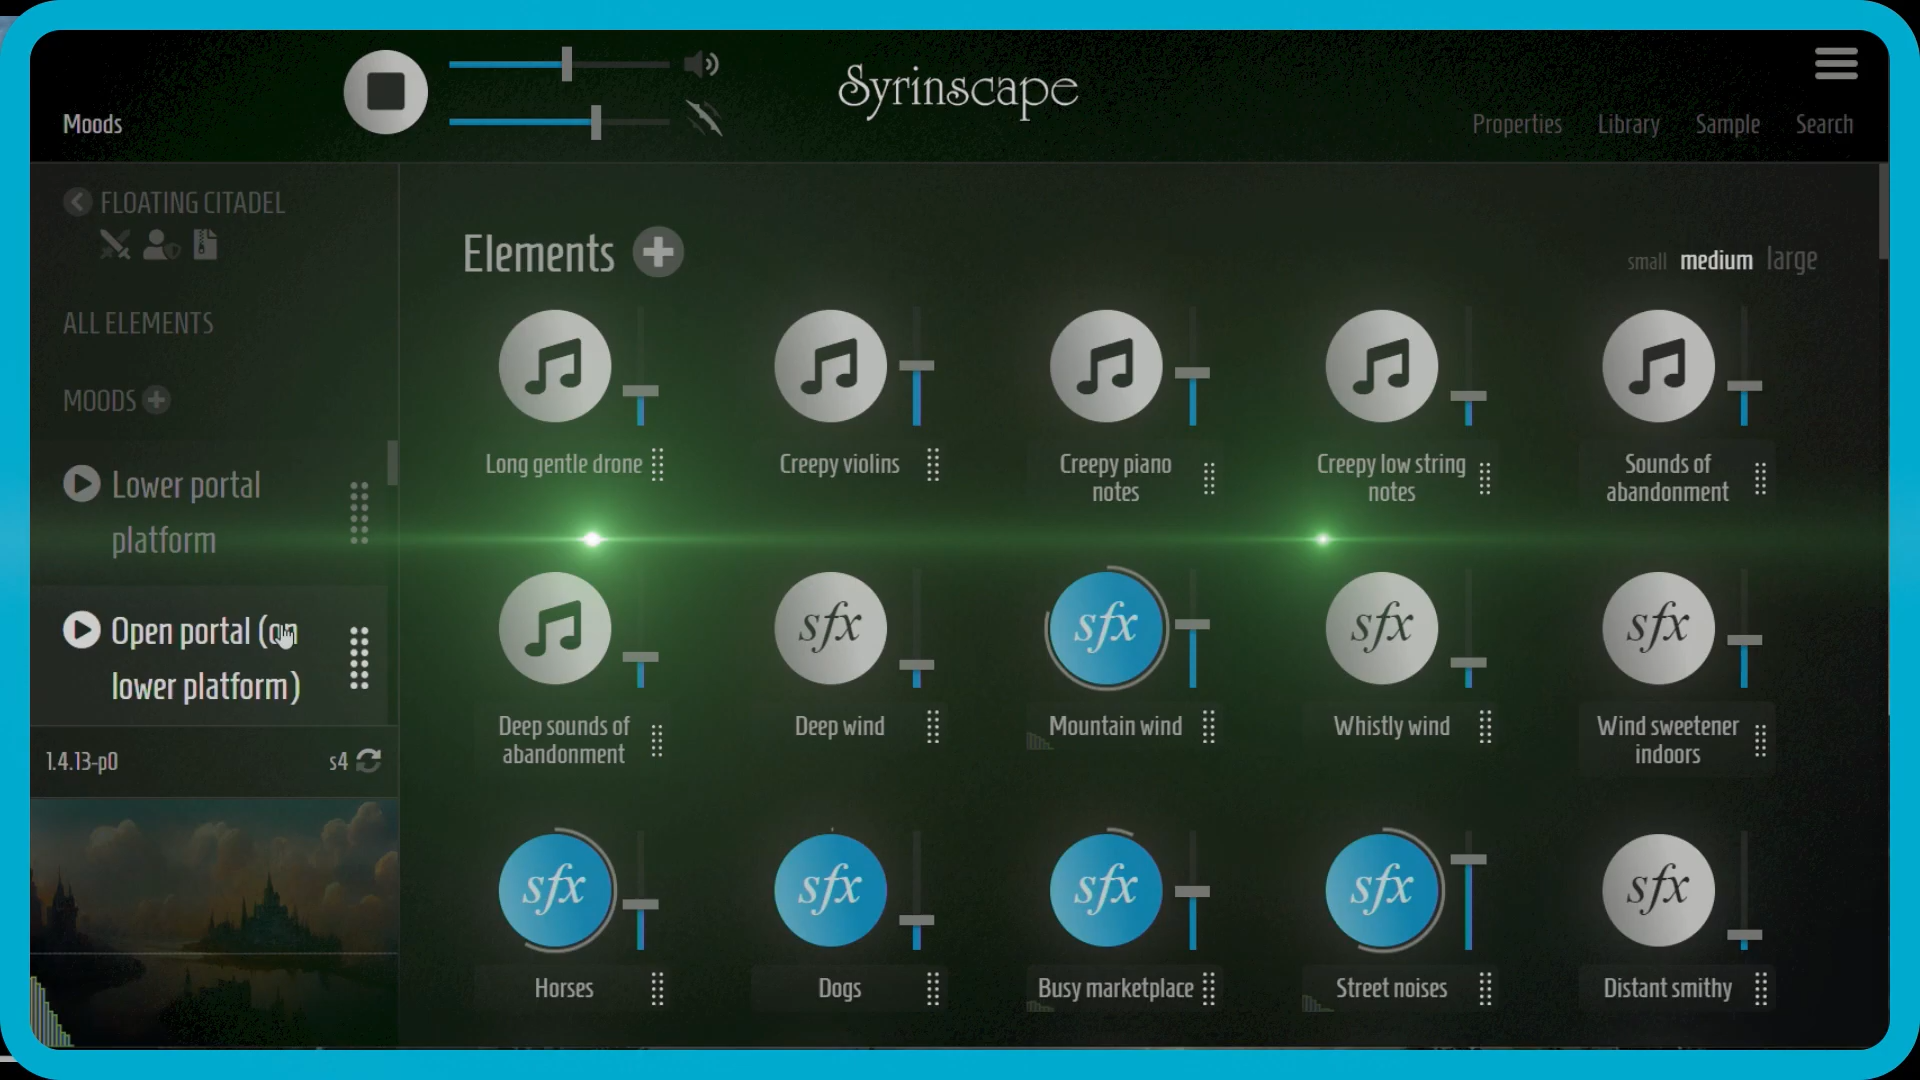 Syrinscape
Moods
Properties
Library
Sample
Search
FLOATING CITADEL
ALL ELEMENTS
MOODS
Lower portal
platform
Open portal (on
lower platform)
1.4.13-p0
s4
Elements
small
medium
large
Long gentle drone
Creepy violins
Creepy piano
notes
Creepy low string
notes
Sounds of
abandonment
sfx
sfx
sfx
sfx
Deep sounds of
abandonment
Deep wind
Mountain wind
Whistly wind
Wind sweetener
indoors
sfx
sfx
sfx
sfx
sfx
Horses
Dogs
Busy marketplace
Street noises
Distant smithy